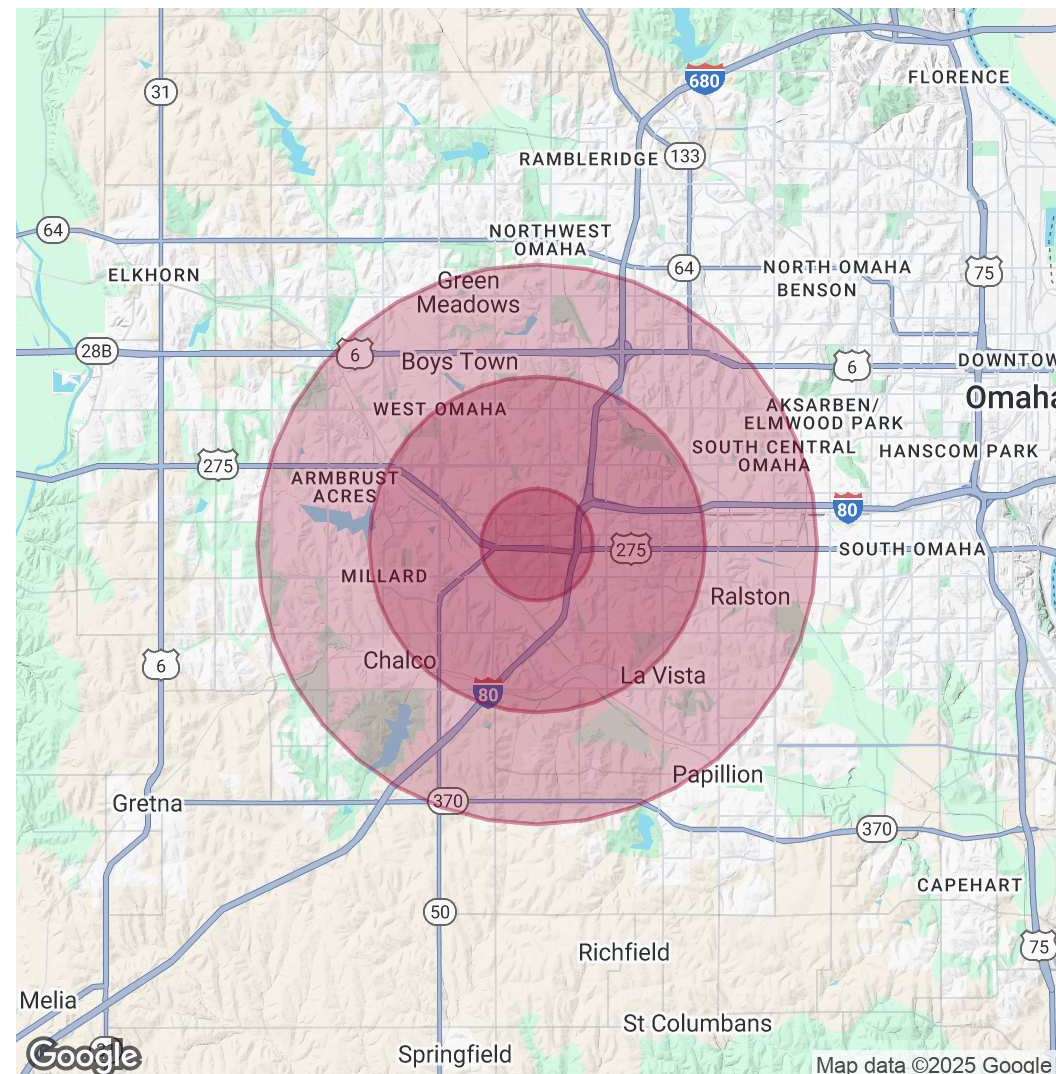 680
FLORENCE
31
RAMBLERIDGE
133
64
NORTHWEST
OMAHA
ELKHORN
64
NORTH OMAHA
75
Green
Meadows
BENSON
28B
6
Boys Town
6
DOWNTOW
WEST OMAHA
AKSARBEN/
ELMWOOD PARK
Omaha
SOUTH CENTRAL
OMAHA
HANSCOM PARK
275
ARMBRUST
ACRES
80
275
SOUTH OMAHA
MILLARD
Ralston
6
Chalco
La Vista
80
Papillion
Gretna
370
370
CAPEHART
50
75
Richfield
Melia
St Columbans
Google
Springfield
Map data ©2025 Google